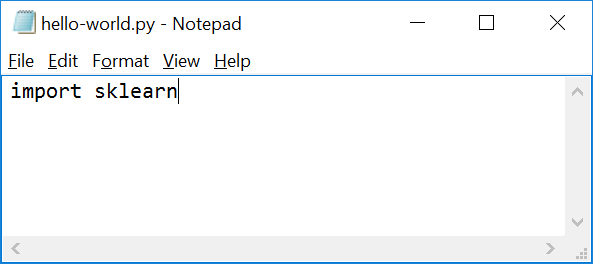 hello-world.py - Notepad
File Edit Format View Help
import sklearn